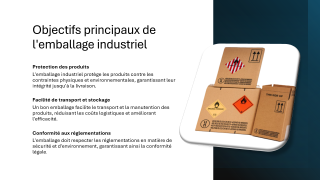 Objectifs principaux de
l'emballage industriel
Protection des produits
L'emballage industriel protège les produits contre les
contraintes physiques et environnementales, garantissant leur
intégrité jusqu'à la livraison.
Facilité de transport et stockage
Un bon emballage facilite le transport et la manutention des
produits, réduisant les coûts logistiques et améliorant
l'efficacité.
Conformité aux réglementations
L'emballage doit respecter les réglementations en matière de
sécurité et d'environnement, garantissant ainsi la conformité
légale.